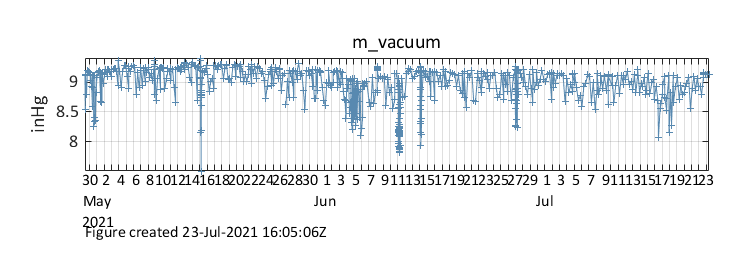 m_vacuum
9
8.5
8
inHg
30 2 4 6 8 10 12 14 16 18 20 22 24 26 28 30 1 3 5 7 9 11 13 15 17 19 21 23 25 27 29 1 3 5 7 9 11 13 15 17 19 21 23
May Jun Jul
2021
Figure created 23-Jul-2021 16:05:06Z